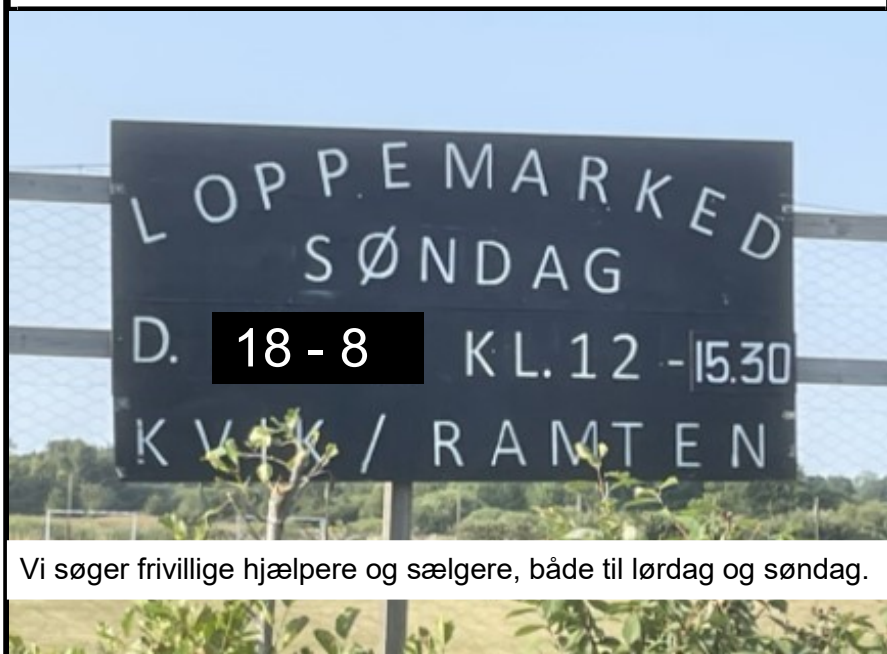 LOPPEMARKED
SØNDAG
D. 18 - 8 KL. 12 - 15.30
KVIK / RAMTEN
Vi søger frivillige hjælpere og sælgere, både til lørdag og søndag.